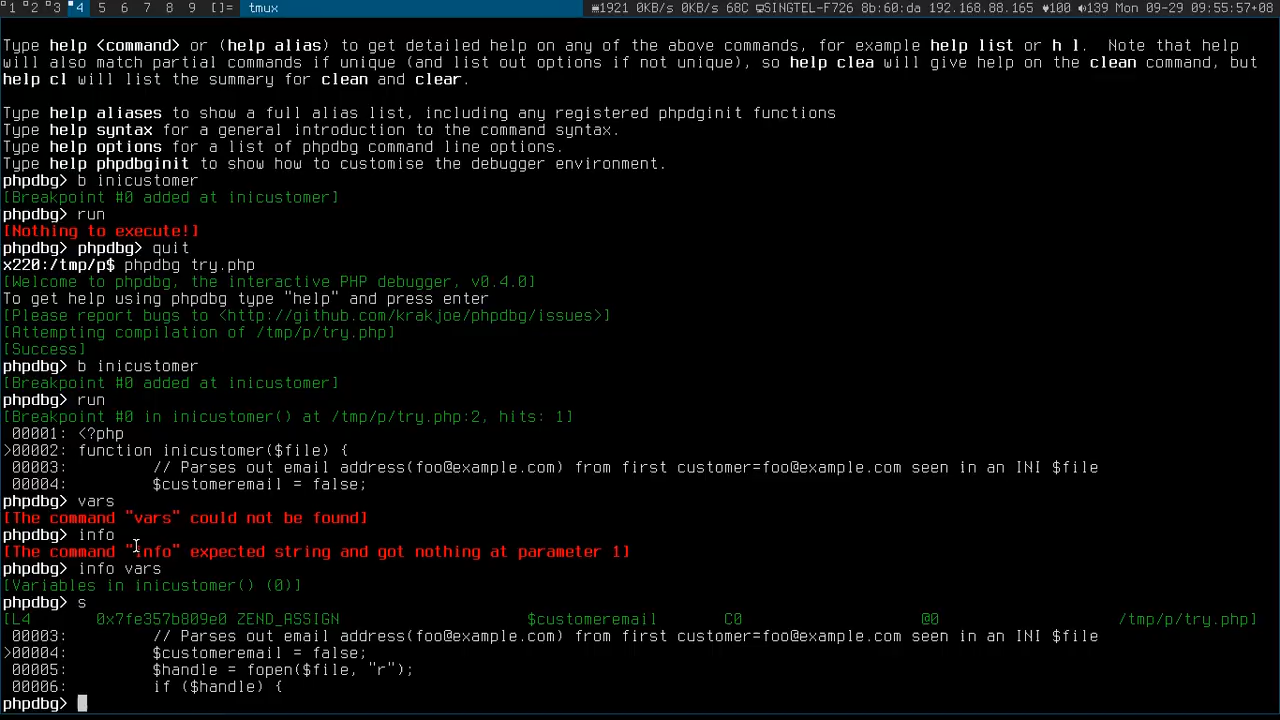 1 2 3 4 5 6 7 8 9 []= tmux 1921 0KB/s 0KB/s 68C SINGTEL-F726 8b:60:da 192.168.88.165 ♥100 139 Mon 09-29 09:55:57+08
Type help <command> or (help alias) to get detailed help on any of the above commands, for example help list or h l.  Note that help
will also match partial commands if unique (and list out options if not unique), so help clea will give help on the clean command, but
help cl will list the summary for clean and clear.
Type help aliases to show a full alias list, including any registered phpdginit functions
Type help syntax for a general introduction to the command syntax.
Type help options for a list of phpdbg command line options.
Type help phpdbginit to show how to customise the debugger environment.
phpdbg> b inicustomer
[Breakpoint #0 added at inicustomer]
phpdbg> run
[Nothing to execute!]
phpdbg> phpdbg> quit
x220:/tmp/p$ phpdbg try.php
[Welcome to phpdbg, the interactive PHP debugger, v0.4.0]
To get help using phpdbg type "help" and press enter
[Please report bugs to <http://github.com/krakjoe/phpdbg/issues>]
[Attempting compilation of /tmp/p/try.php]
[Success]
phpdbg> b inicustomer
[Breakpoint #0 added at inicustomer]
phpdbg> run
[Breakpoint #0 in inicustomer() at /tmp/p/try.php:2, hits: 1]
00001: <?php
>00002: function inicustomer($file) {
00003:         // Parses out email address(foo@example.com) from first customer=foo@example.com seen in an INI $file
00004:         $customeremail = false;
phpdbg> vars
[The command "vars" could not be found]
phpdbg> info
[The command "info" expected string and got nothing at parameter 1]
phpdbg> info vars
[Variables in inicustomer() (0)]
phpdbg> s
[L4 0x7fe357b809e0 ZEND_ASSIGN $customeremail C0 @0 /tmp/p/try.php]
00003:         // Parses out email address(foo@example.com) from first customer=foo@example.com seen in an INI $file
>00004:         $customeremail = false;
00005:         $handle = fopen($file, "r");
00006:         if ($handle) {
phpdbg>